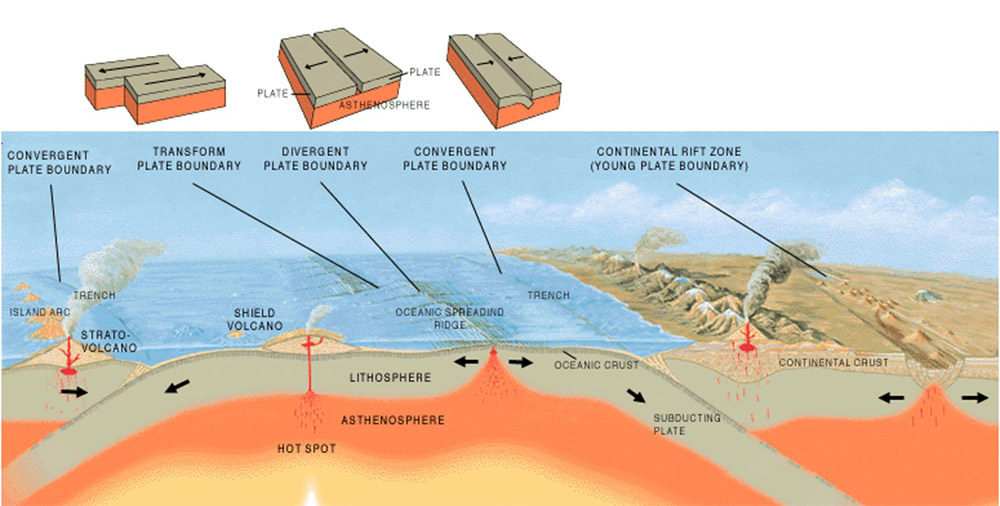 PLATE
PLATE
ASTHENOSPHERE
CONVERGENT
PLATE BOUNDARY
TRANSFORM
PLATE BOUNDARY
DIVERGENT
PLATE BOUNDARY
CONVERGENT
PLATE BOUNDARY
CONTINENTAL RIFT ZONE
(YOUNG PLATE BOUNDARY)
TRENCH
ISLAND ARC
STRATO-
VOLCANO
SHIELD
VOLCANO
OCEANIC SPREADING
RIDGE
TRENCH
LITHOSPHERE
OCEANIC CRUST
CONTINENTAL CRUST
ASTHENOSPHERE
SUBDUCTING
PLATE
HOT SPOT